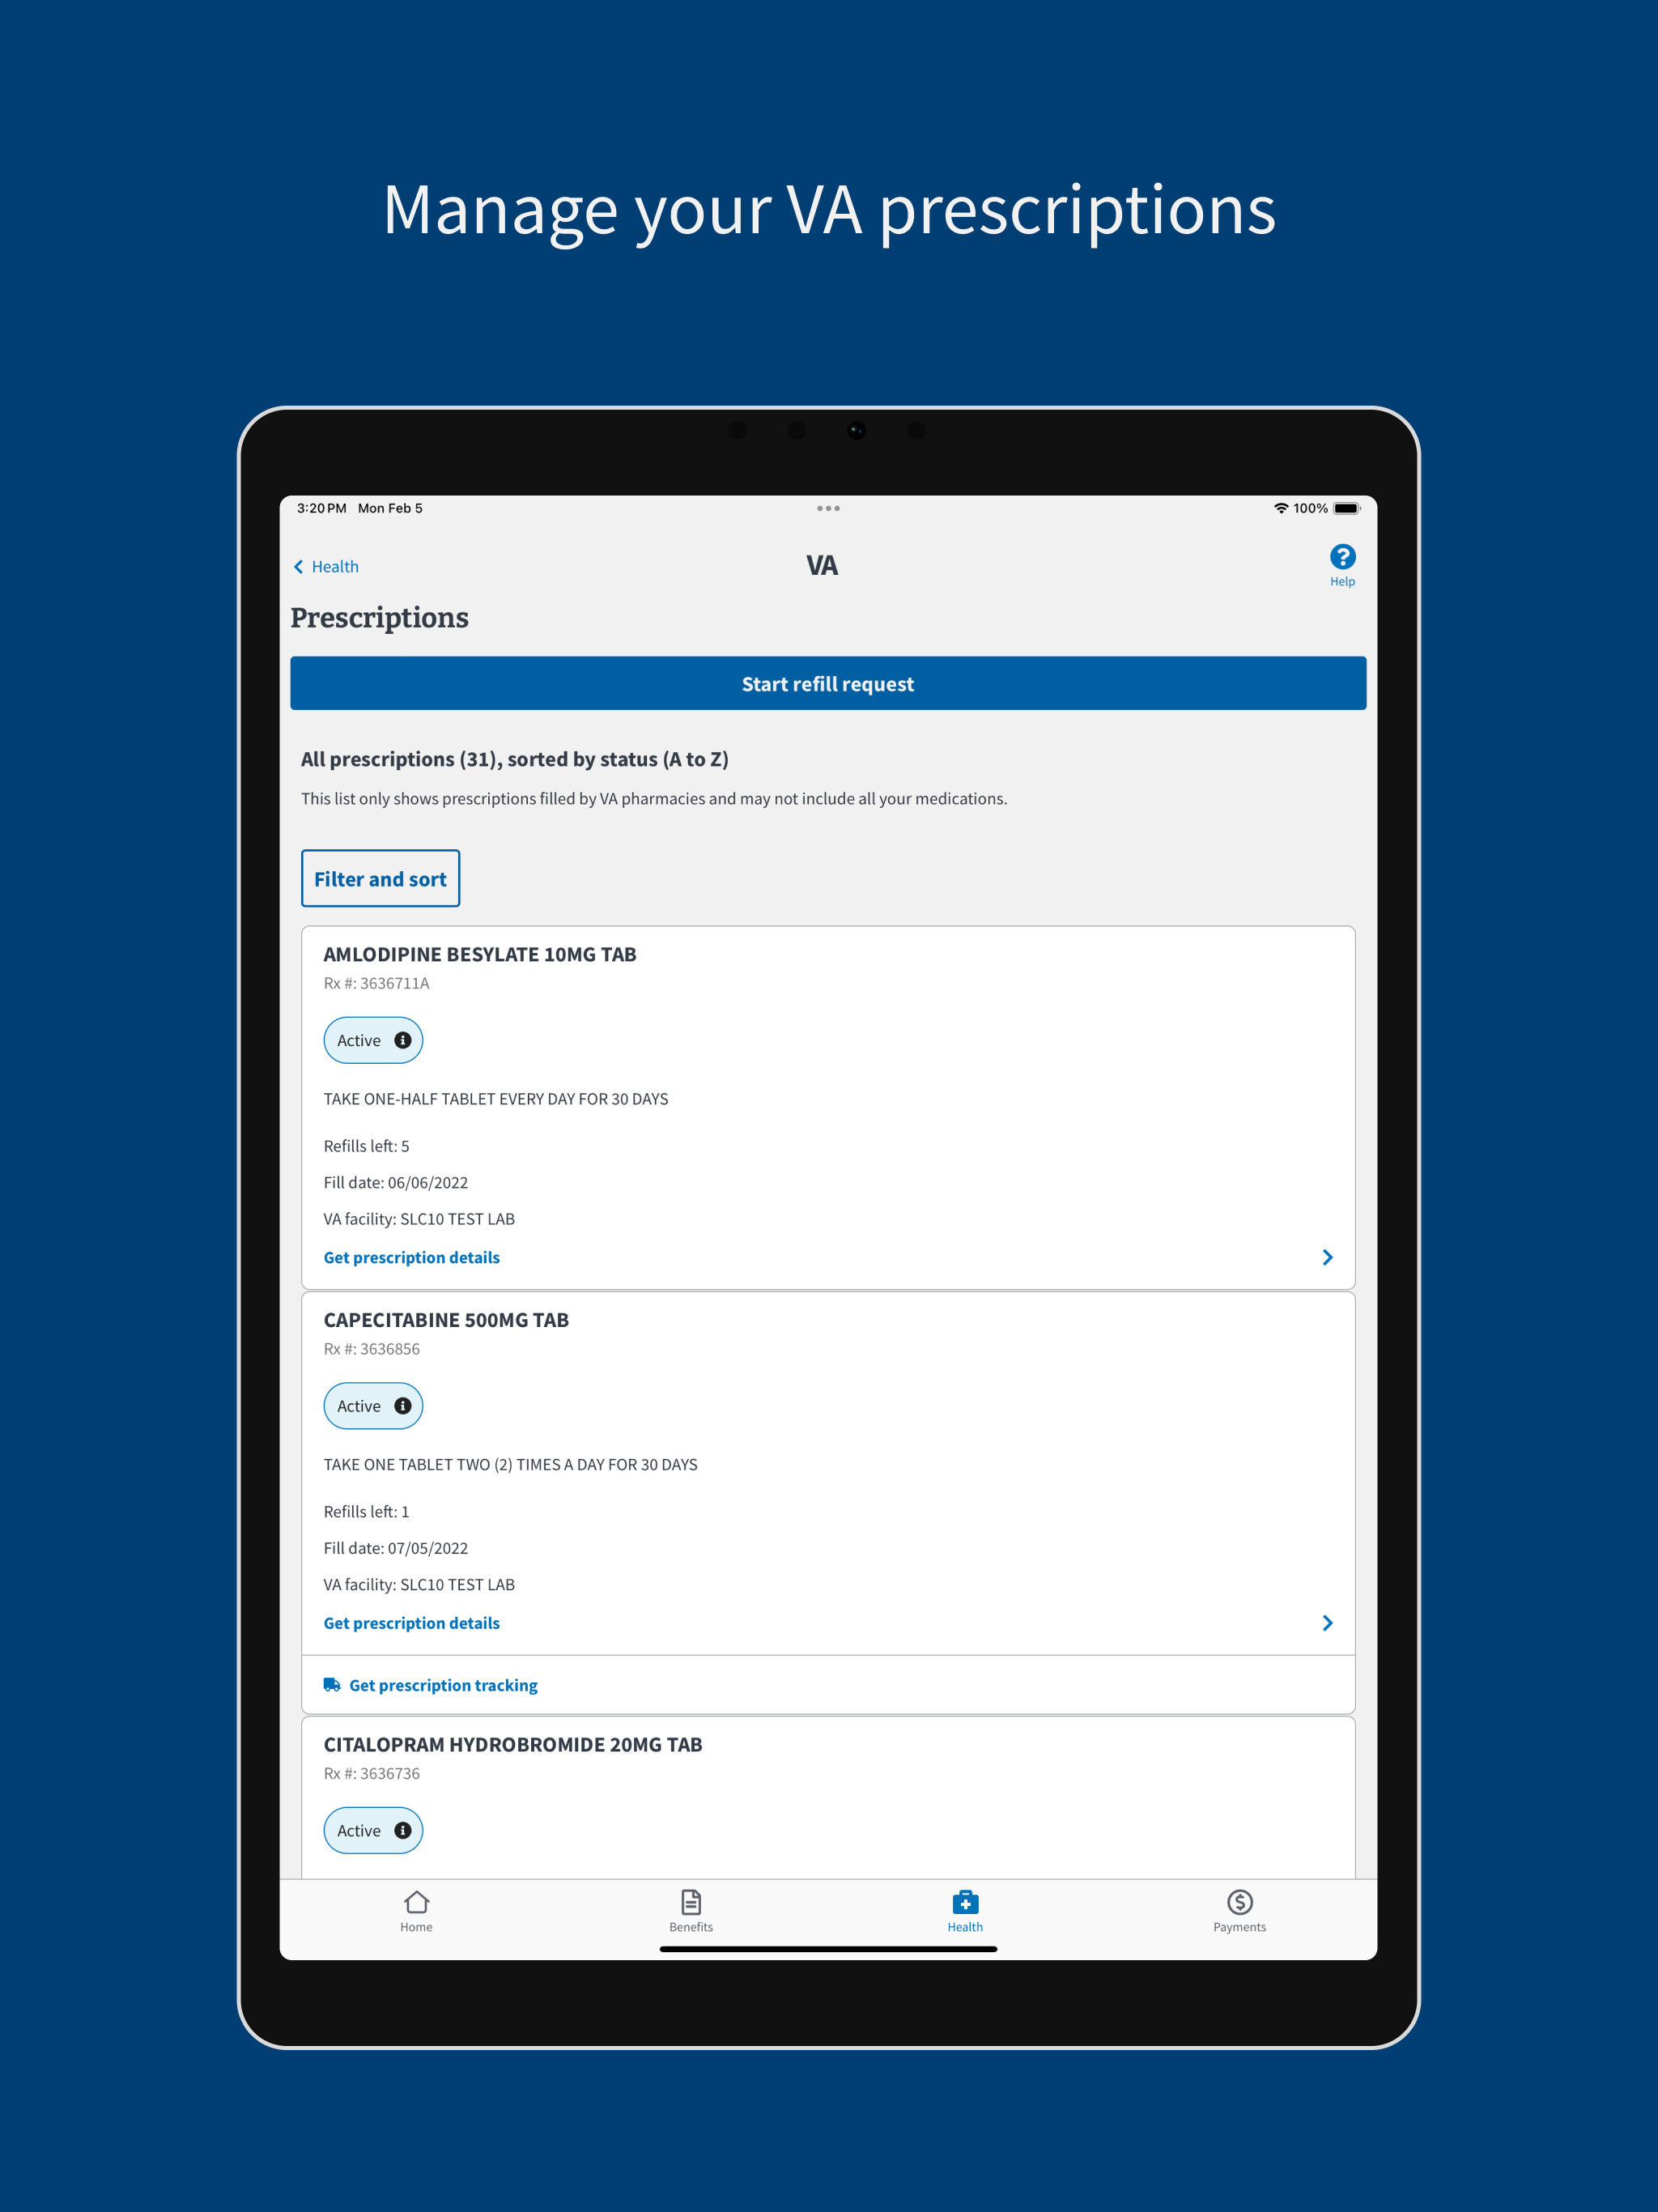 Manage your VA prescriptions
3:20 PM Mon Feb 5
100%
Health
VA
Help
Prescriptions
Start refill request
All prescriptions (31), sorted by status (A to Z)
This list only shows prescriptions filled by VA pharmacies and may not include all your medications.
Filter and sort
AMLODIPINE BESYLATE 10MG TAB
Rx #: 3636711A
Active
TAKE ONE-HALF TABLET EVERY DAY FOR 30 DAYS
Refills left: 5
Fill date: 06/06/2022
VA facility: SLC10 TEST LAB
Get prescription details
CAPECITABINE 500MG TAB
Rx #: 3636856
Active
TAKE ONE TABLET TWO (2) TIMES A DAY FOR 30 DAYS
Refills left: 1
Fill date: 07/05/2022
VA facility: SLC10 TEST LAB
Get prescription details
Get prescription tracking
CITALOPRAM HYDROBROMIDE 20MG TAB
Rx #: 3636736
Active
Home
Benefits
Health
Payments